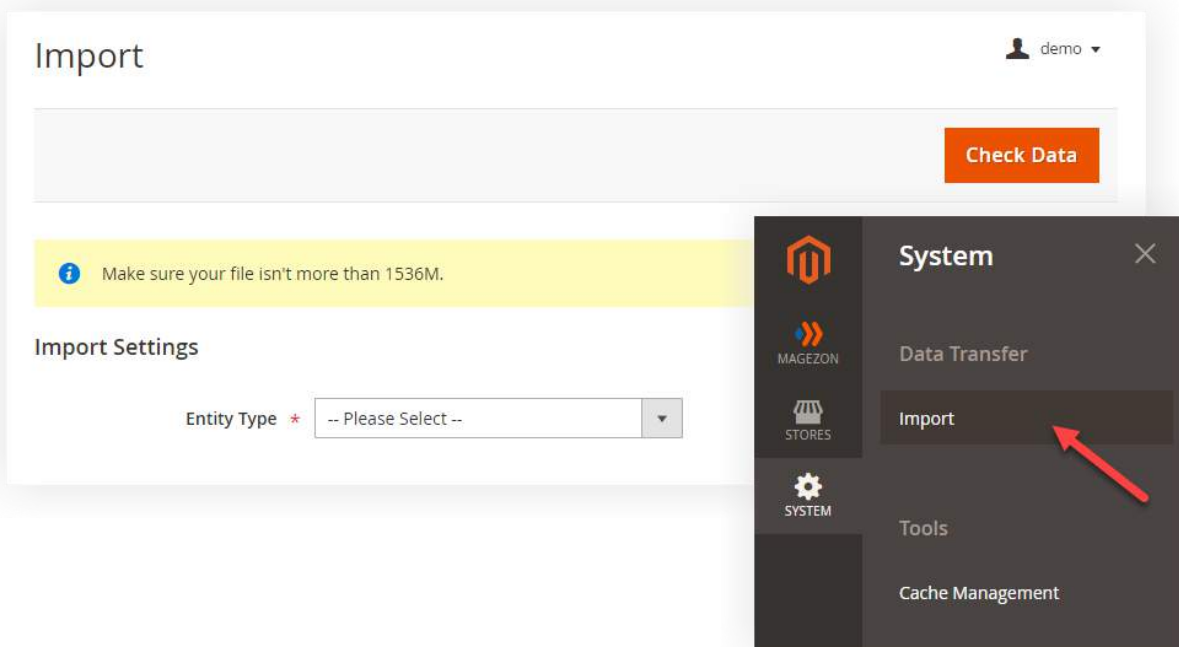 Import
demo
Check Data
Make sure your file isn't more than 1536M.
Import Settings
Entity Type * -- Please Select --
MAGEZON
STORES
SYSTEM
System
Data Transfer
Import
Tools
Cache Management